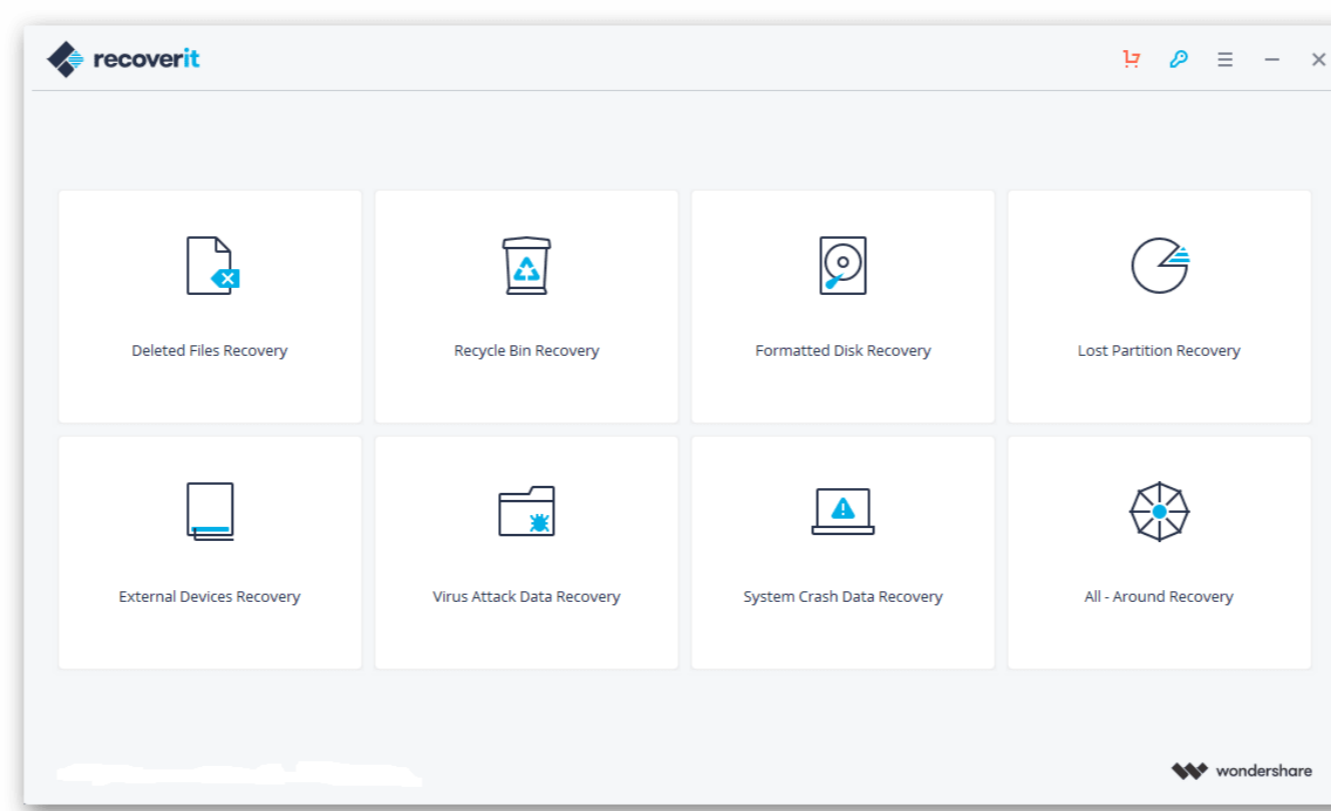 recoverit
Deleted Files Recovery
Recycle Bin Recovery
Formatted Disk Recovery
Lost Partition Recovery
External Devices Recovery
Virus Attack Data Recovery
System Crash Data Recovery
All - Around Recovery
wondershare